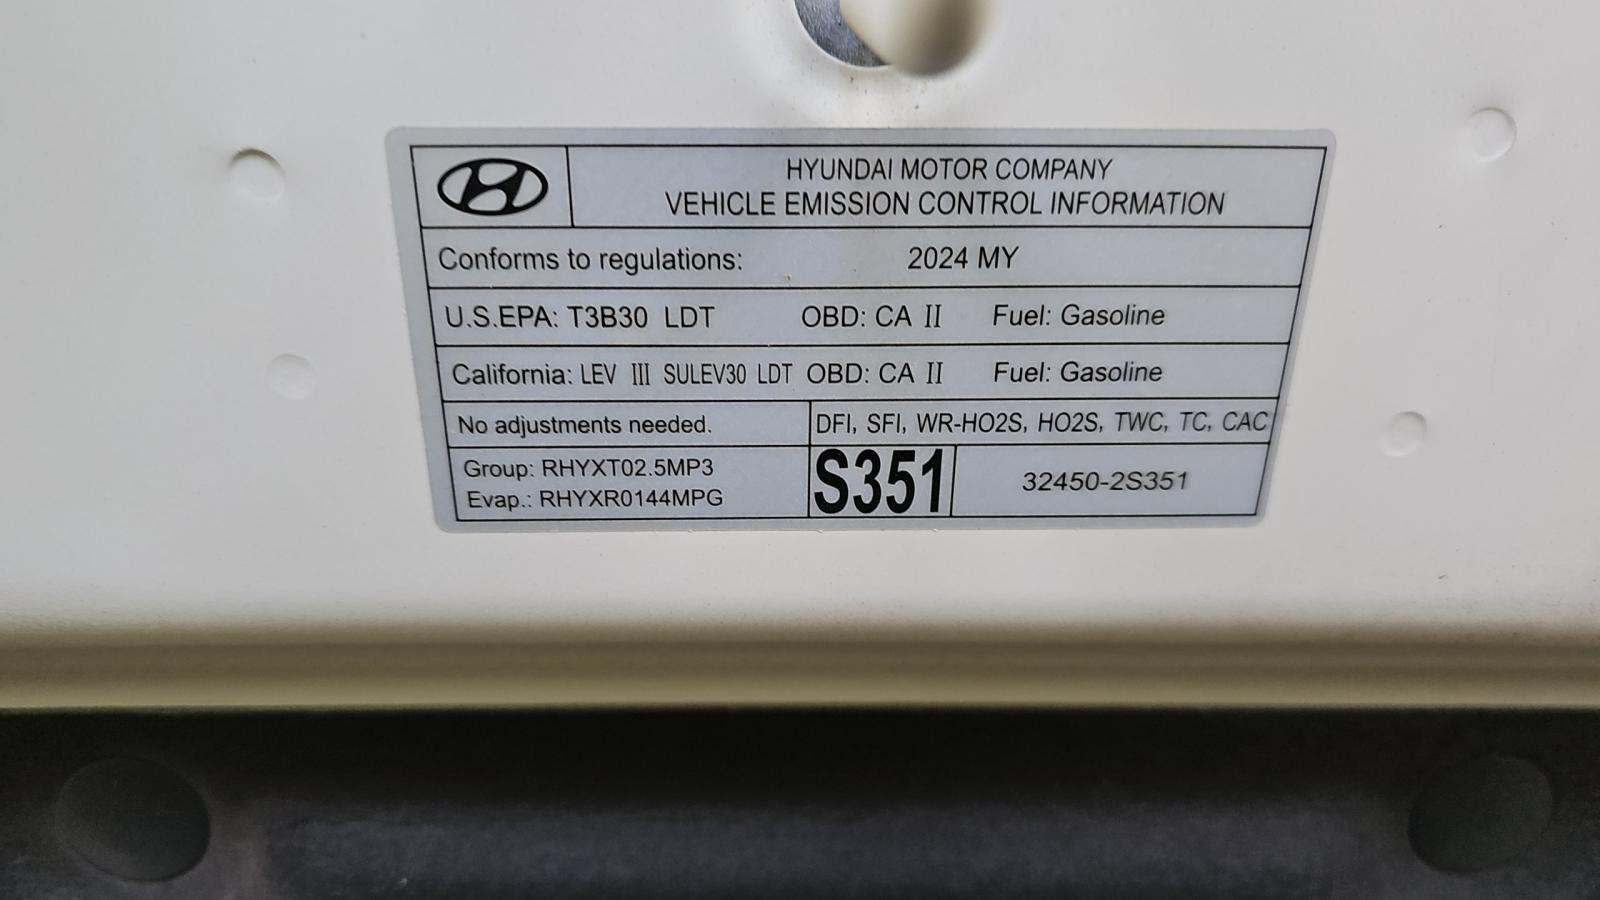 HYUNDAI MOTOR COMPANY
VEHICLE EMISSION CONTROL INFORMATION
Conforms to regulations: 2024 MY
U.S.EPA: T3B30 LDT OBD: CA II Fuel: Gasoline
California: LEV III SULEV30 LDT OBD: CA II Fuel: Gasoline
No adjustments needed. DFI, SFI, WR-HO2S, HO2S, TWC, TC, CAC
Group: RHYXT02.5MP3
Evap.: RHYXR0144MPG
S351 32450-2S351